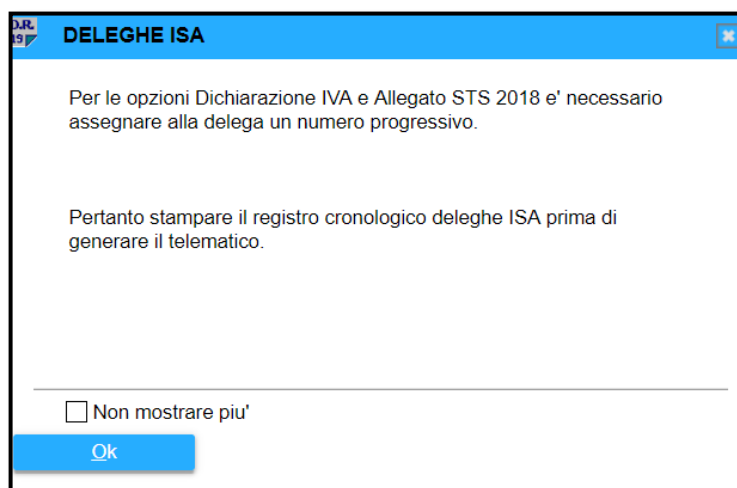 D.R.
19
DELEGHE ISA
Per le opzioni Dichiarazione IVA e Allegato STS 2018 e' necessario
assegnare alla delega un numero progressivo.
Pertanto stampare il registro cronologico deleghe ISA prima di
generare il telematico.
Non mostrare piu'
Ok